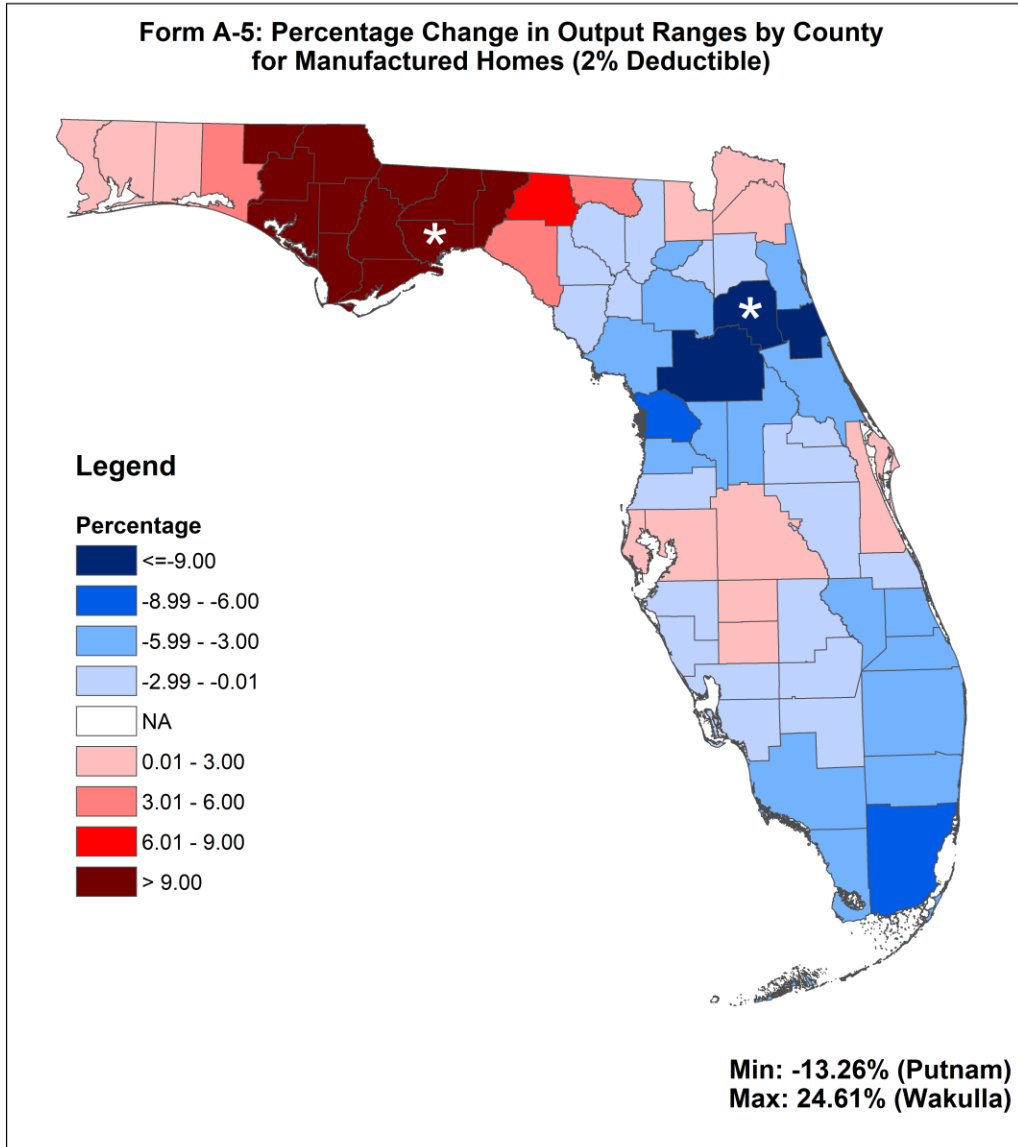 Form A-5: Percentage Change in Output Ranges by County
for Manufactured Homes (2% Deductible)
*
*
Legend
Percentage
<=-9.00
-8.99 - -6.00
-5.99 - -3.00
-2.99 - -0.01
NA
0.01 - 3.00
3.01 - 6.00
6.01 - 9.00
> 9.00
Min: -13.26% (Putnam)
Max: 24.61% (Wakulla)